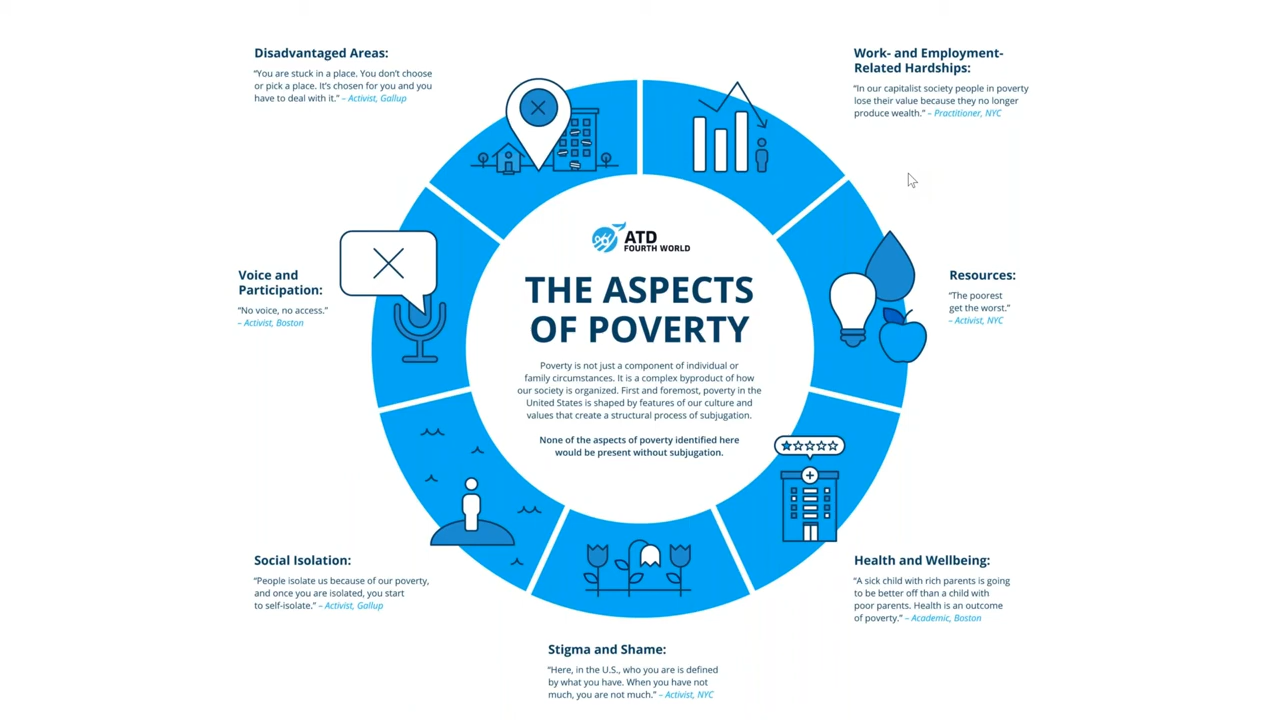 Disadvantaged Areas:
“You are stuck in a place. You don’t choose
or pick a place. It’s chosen for you and you
have to deal with it.” – Activist, Gallup
Work- and Employment-
Related Hardships:
“In our capitalist society people in poverty
lose their value because they no longer
produce wealth.” – Practitioner, NYC
Voice and
Participation:
“No voice, no access.”
– Activist, Boston
ATD
FOURTH WORLD
THE ASPECTS
OF POVERTY
Poverty is not just a component of individual or
family circumstances. It is a complex byproduct of how
our society is organized. First and foremost, poverty in the
United States is shaped by features of our culture and
values that create a structural process of subjugation.
None of the aspects of poverty identified here
would be present without subjugation.
Resources:
“The poorest
get the worst.”
– Activist, NYC
Social Isolation:
“People isolate us because of our poverty,
and once you are isolated, you start
to self-isolate.” – Activist, Gallup
Health and Wellbeing:
“A sick child with rich parents is going
to be better off than a child with
poor parents. Health is an outcome
of poverty.” – Academic, Boston
Stigma and Shame:
“Here, in the U.S., who you are is defined
by what you have. When you have not
much, you are not much.” – Activist, NYC